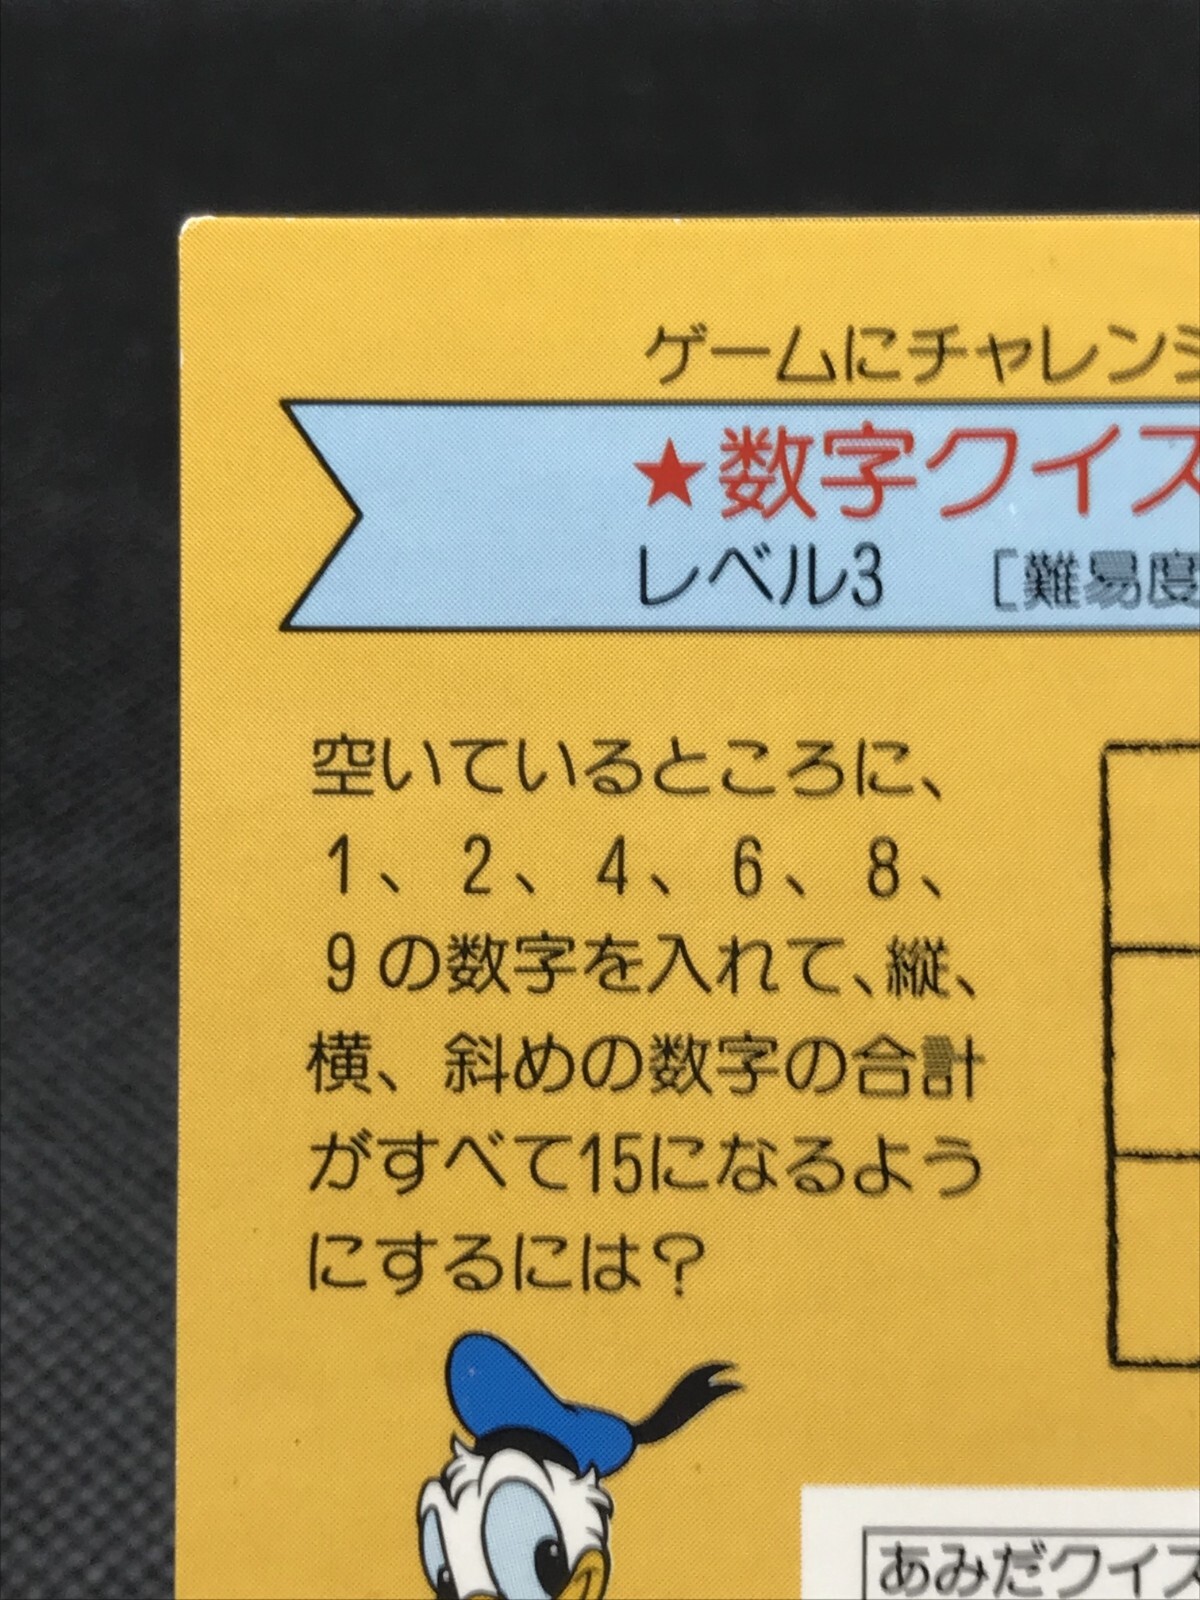 ゲームにチャレンジ
★数字クイズ
レベル3 [難易度
空いているところに、
1、2、4、6、8、
9の数字を入れて、縦、
横、斜めの数字の合計
がすべて15になるよう
にするには?
あみだクイズ